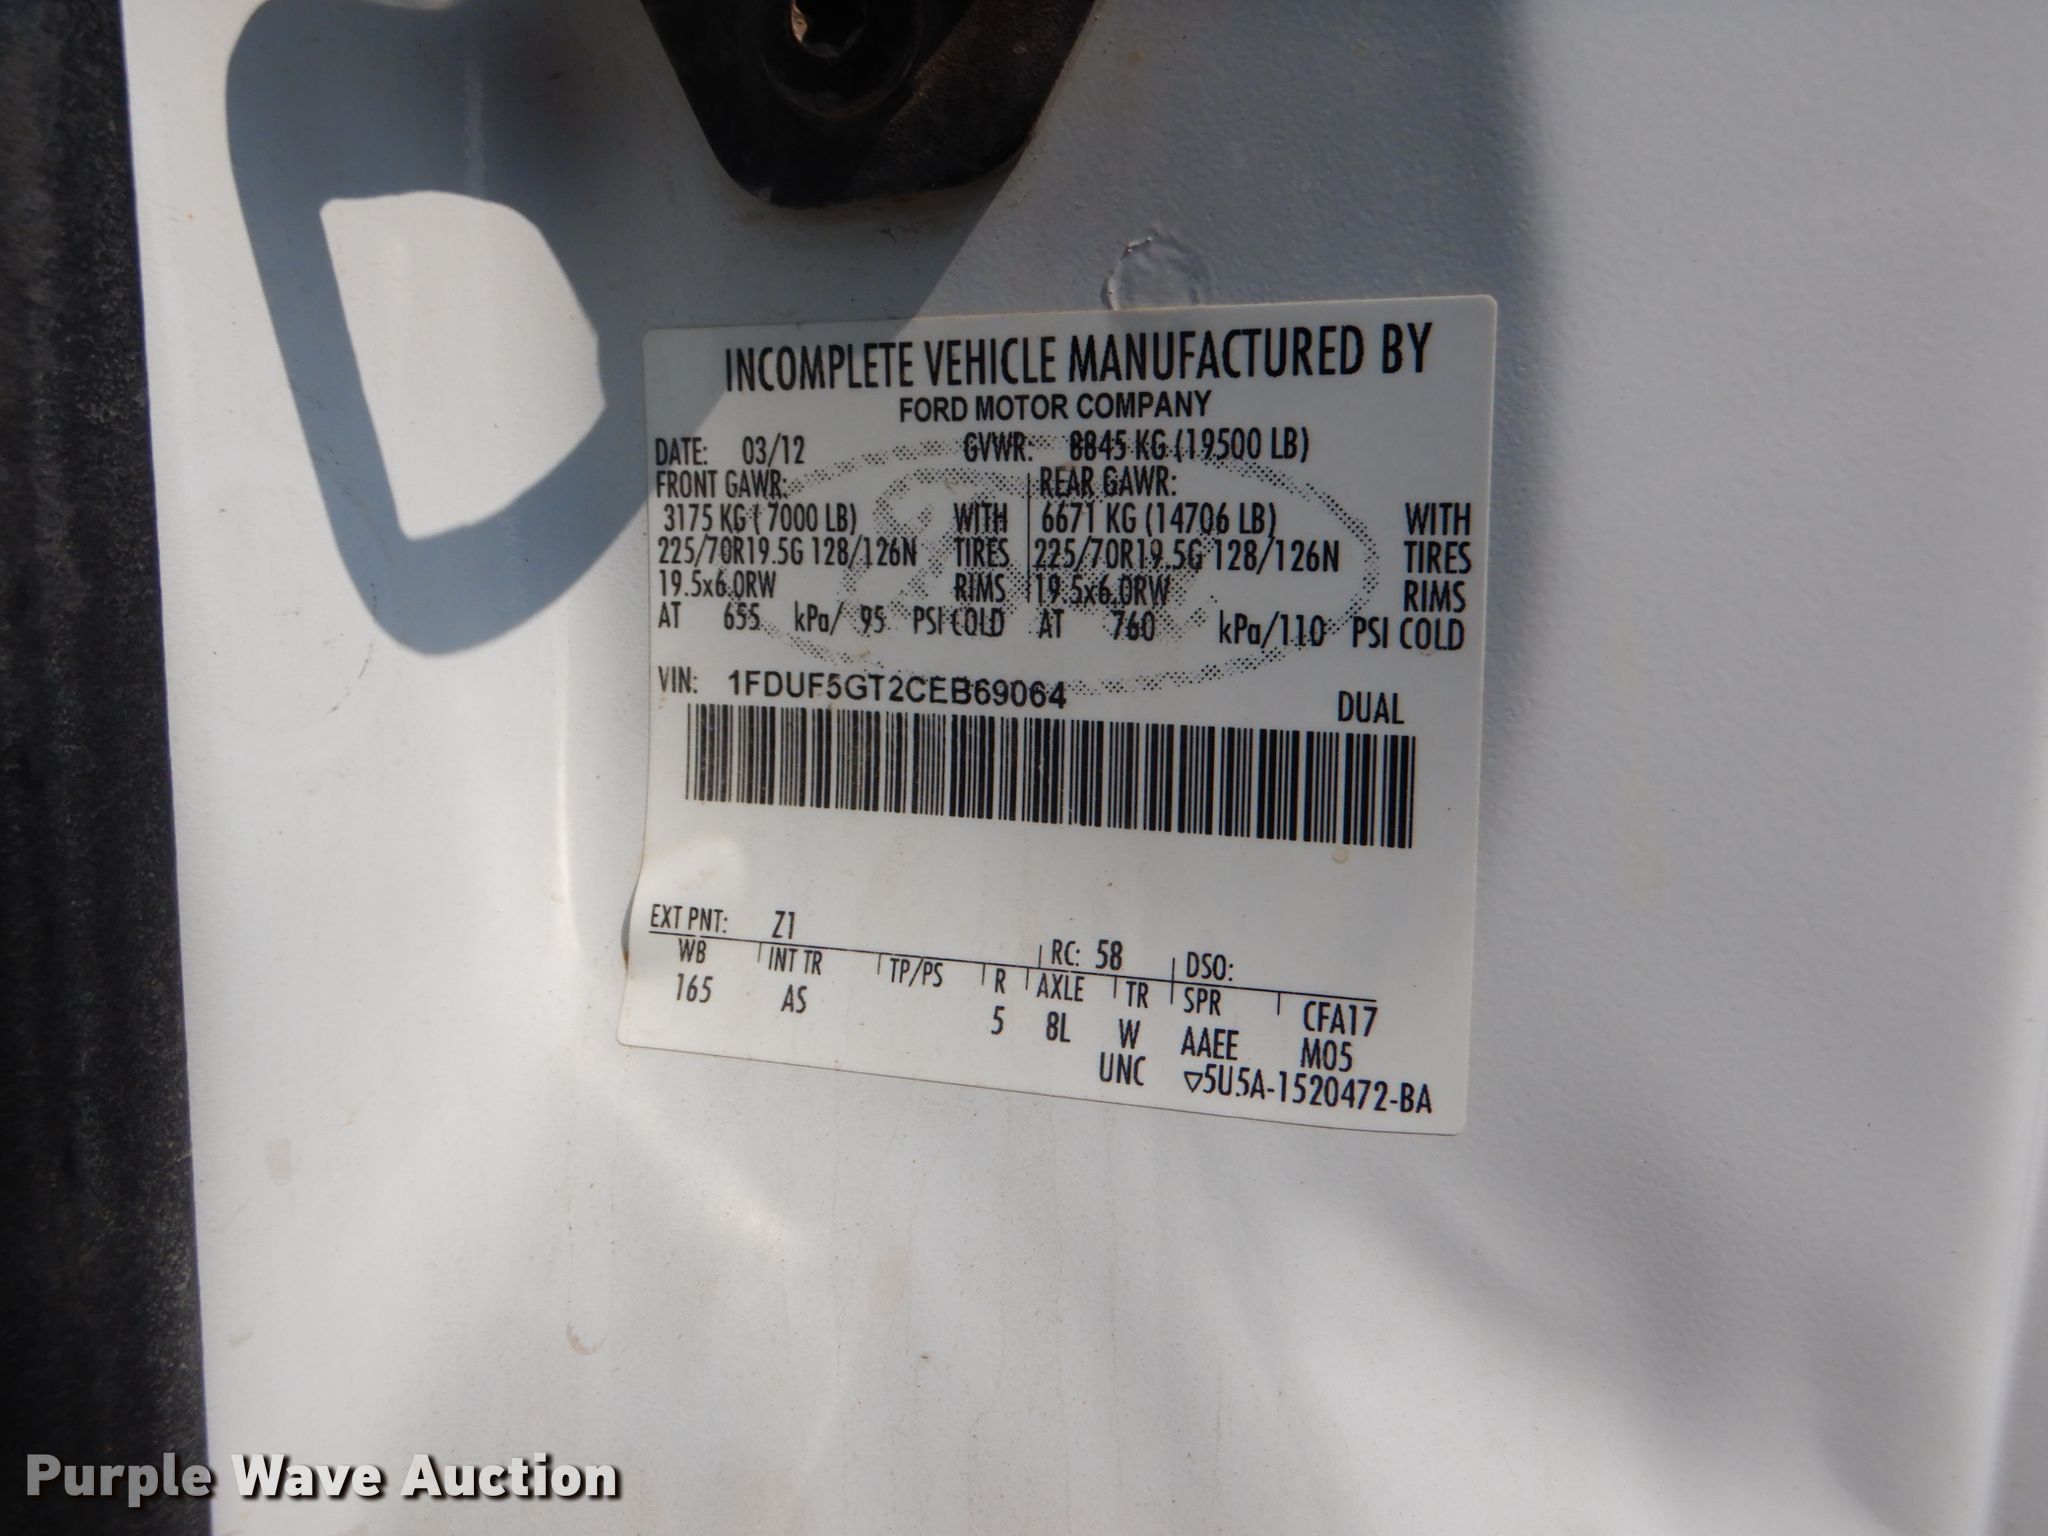 INCOMPLETE VEHICLE MANUFACTURED BY
FORD MOTOR COMPANY
DATE: 03/12 GVWR: 8845 KG (19500 LB)
FRONT GAWR: REAR GAWR:
3175 KG ( 7000 LB) WITH 6671 KG (14706 LB) WITH
225/70R19.5G 128/126N TIRES 225/70R19.5G 128/126N TIRES
19.5x6.0RW RIMS 19.5x6.0RW RIMS
AT 655 kPa/ 95 PSI COLD AT 760 kPa/110 PSI COLD
VIN: 1FDUF5GT2CEB69064 DUAL
EXT PNT: Z1 RC: 58 DSO:
WB INT TR TP/PS R AXLE TR SPR CFA17
165 AS 5 8L W AAEE M05
UNC ▽5U5A-1520472-BA
Purple Wave Auction